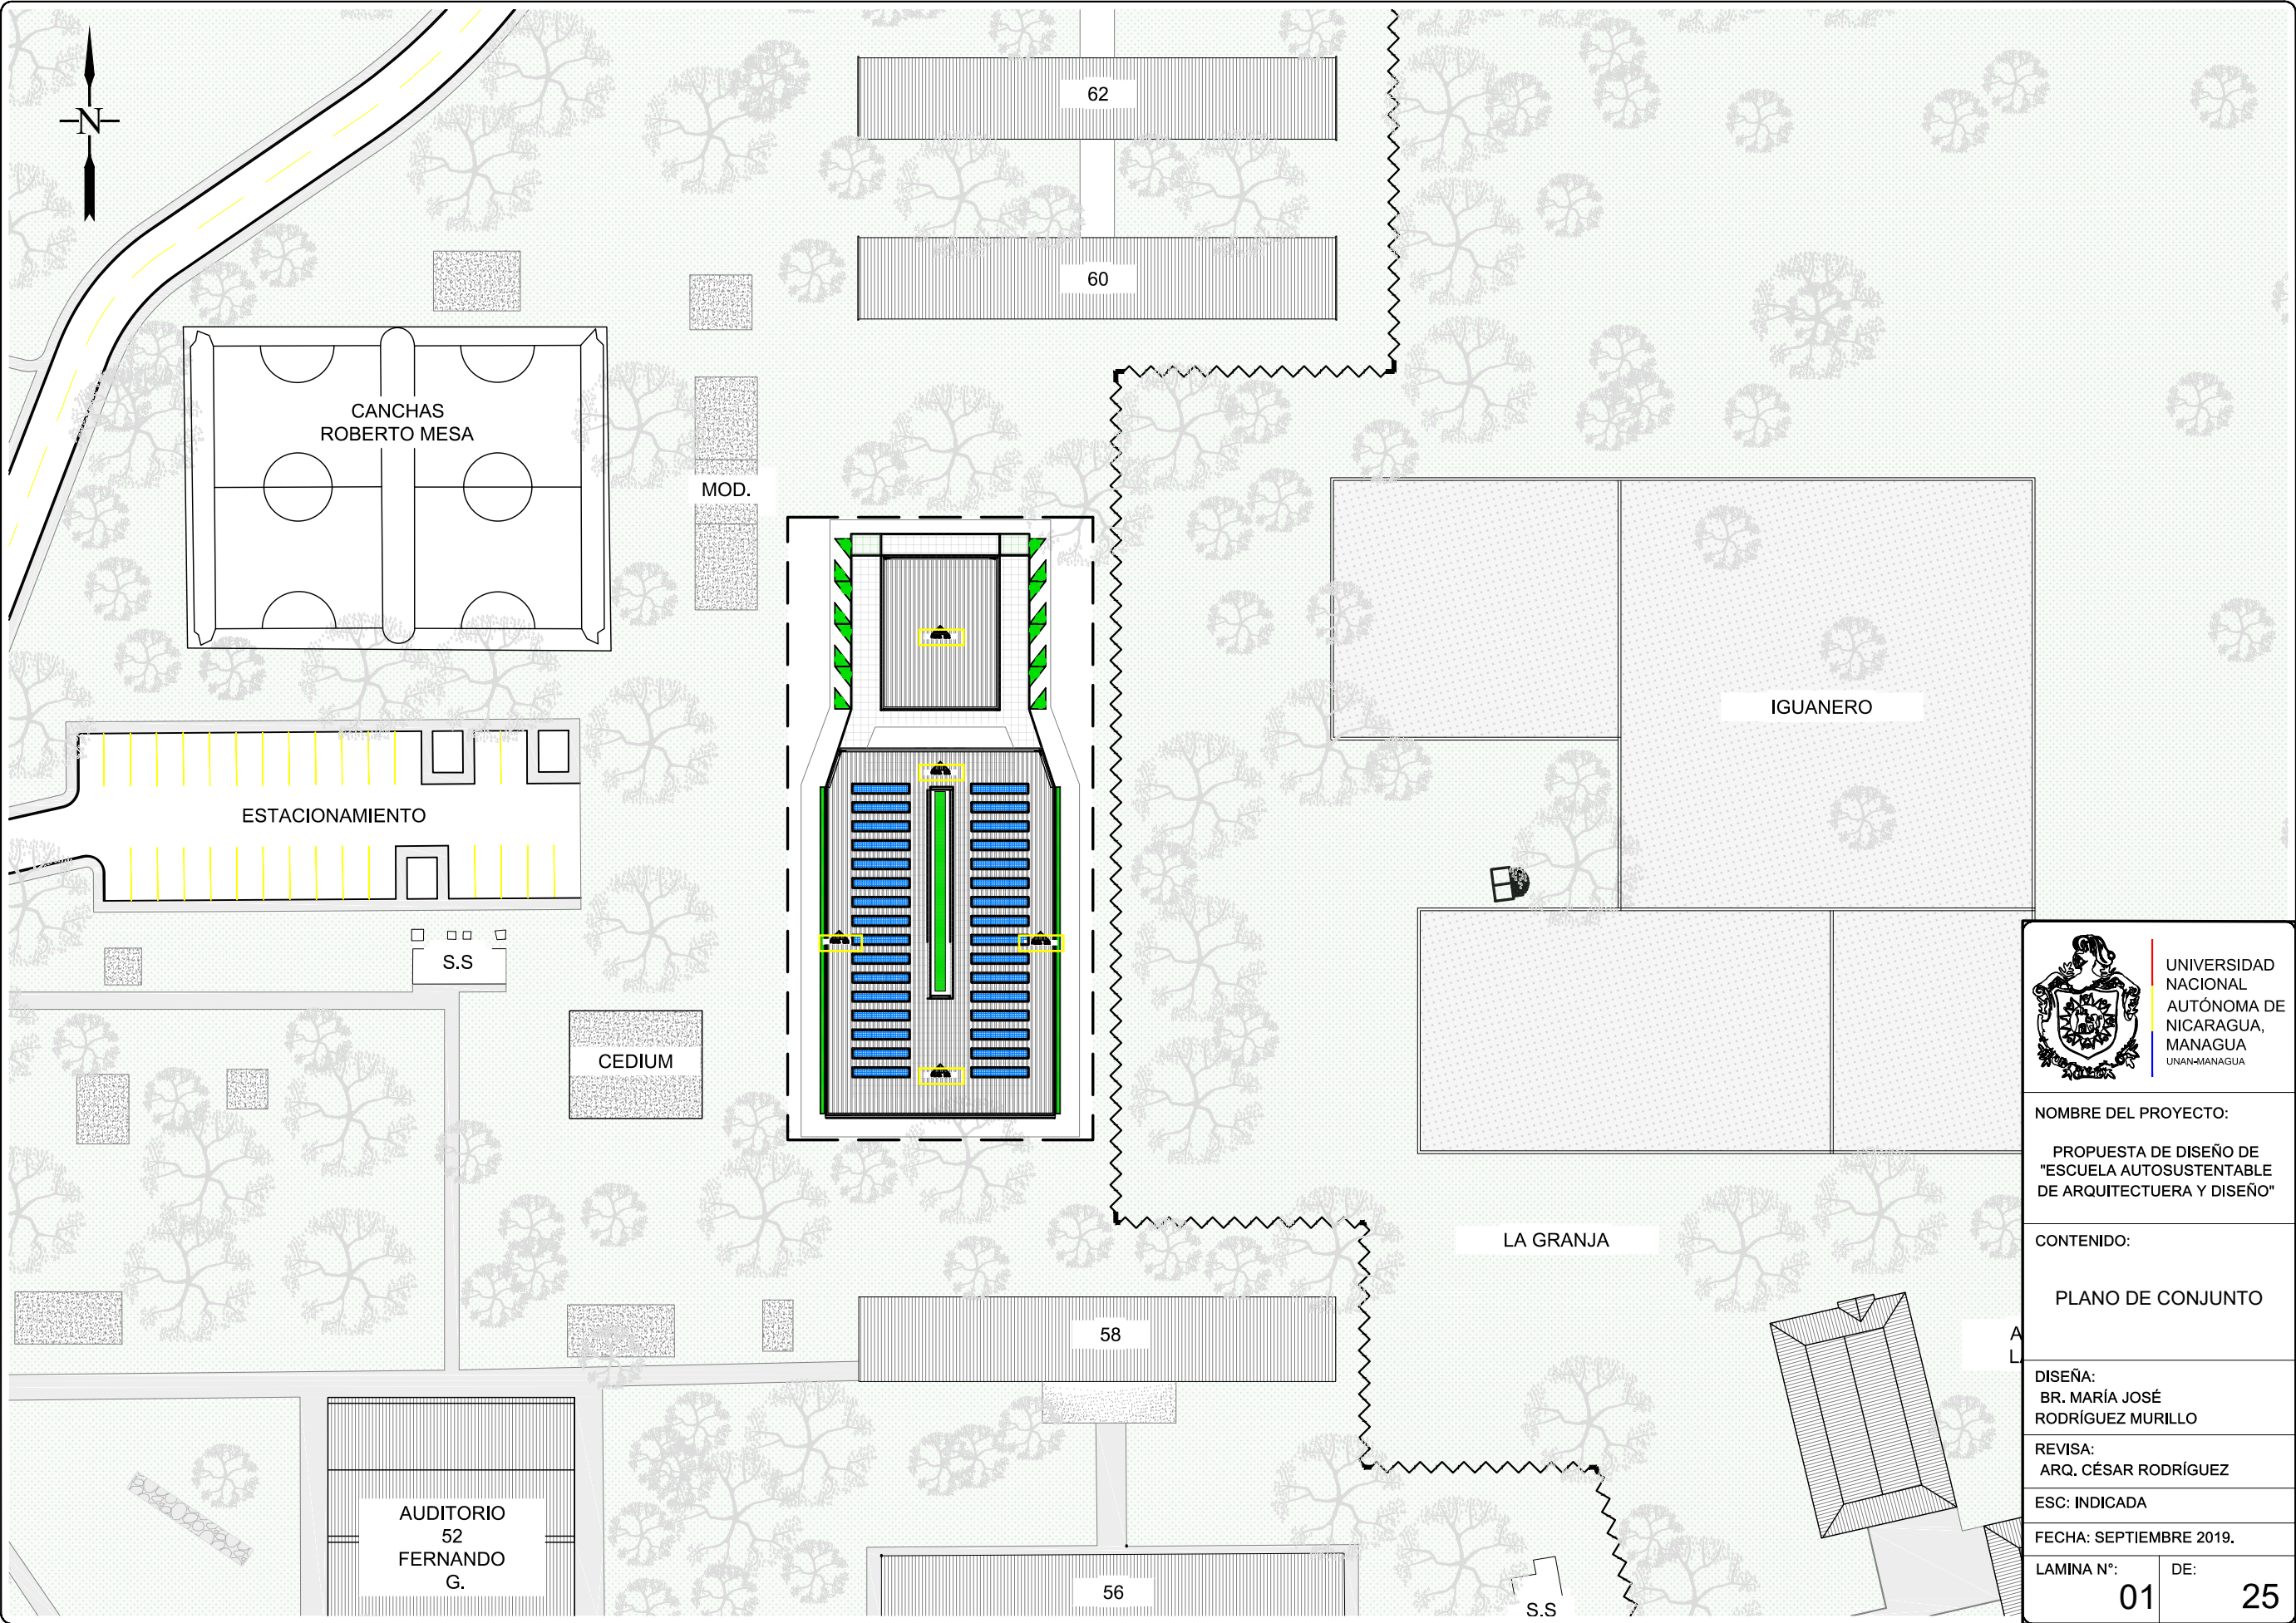 N
62
60
CANCHAS
ROBERTO MESA
MOD.
IGUANERO
ESTACIONAMIENTO
S.S
CEDIUM
LA GRANJA
58
AUDITORIO
52
FERNANDO
G.
56
S.S
UNIVERSIDAD
NACIONAL
AUTÓNOMA DE
NICARAGUA,
MANAGUA
UNAN-MANAGUA
NOMBRE DEL PROYECTO:
PROPUESTA DE DISEÑO DE
"ESCUELA AUTOSUSTENTABLE
DE ARQUITECTUERA Y DISEÑO"
CONTENIDO:
PLANO DE CONJUNTO
DISEÑA:
BR. MARÍA JOSÉ
RODRÍGUEZ MURILLO
REVISA:
ARQ. CÉSAR RODRÍGUEZ
ESC: INDICADA
FECHA: SEPTIEMBRE 2019.
LAMINA N°: DE:
01 25